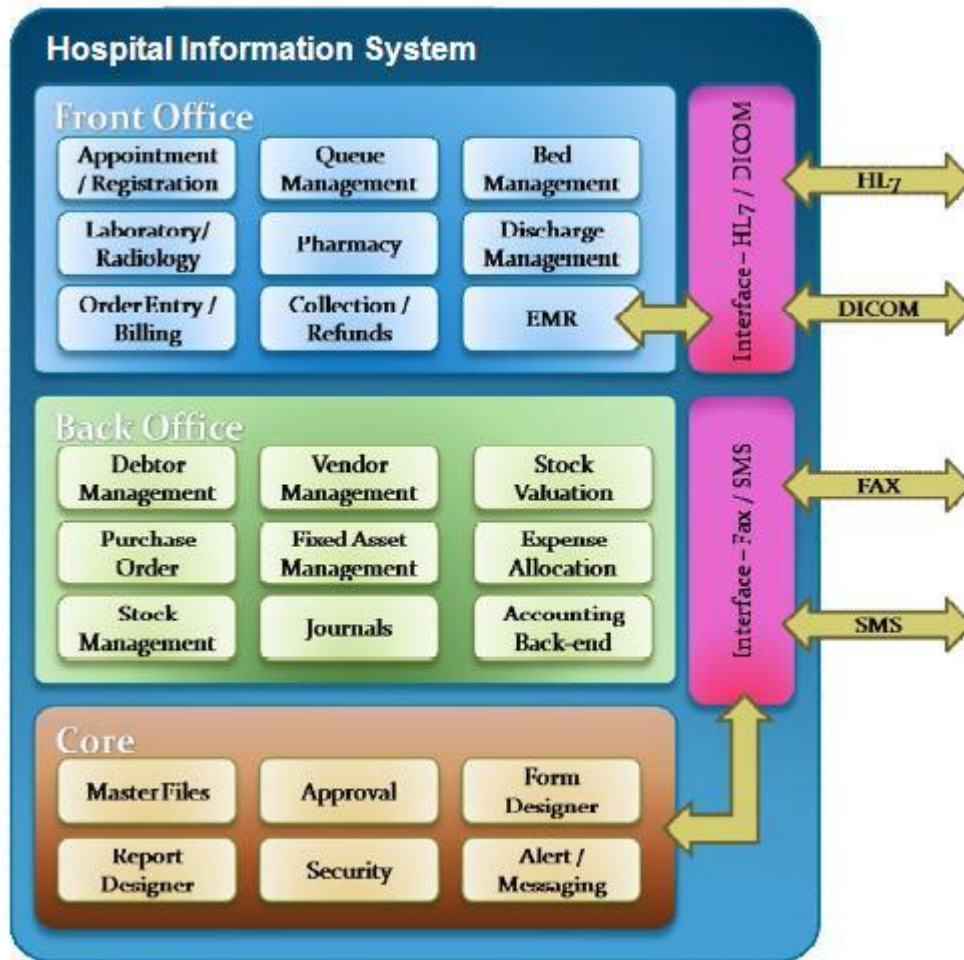 Hospital Information System
Front Office
Appointment
/ Registration
Queue
Management
Bed
Management
Laboratory/
Radiology
Pharmacy
Discharge
Management
Order Entry /
Billing
Collection /
Refunds
EMR
Interface – HL7 / DICOM
HL7
DICOM
Back Office
Debtor
Management
Vendor
Management
Stock
Valuation
Purchase
Order
Fixed Asset
Management
Expense
Allocation
Stock
Management
Journals
Accounting
Back-end
Interface – Fax / SMS
FAX
SMS
Core
Master Files
Approval
Form
Designer
Report
Designer
Security
Alert /
Messaging